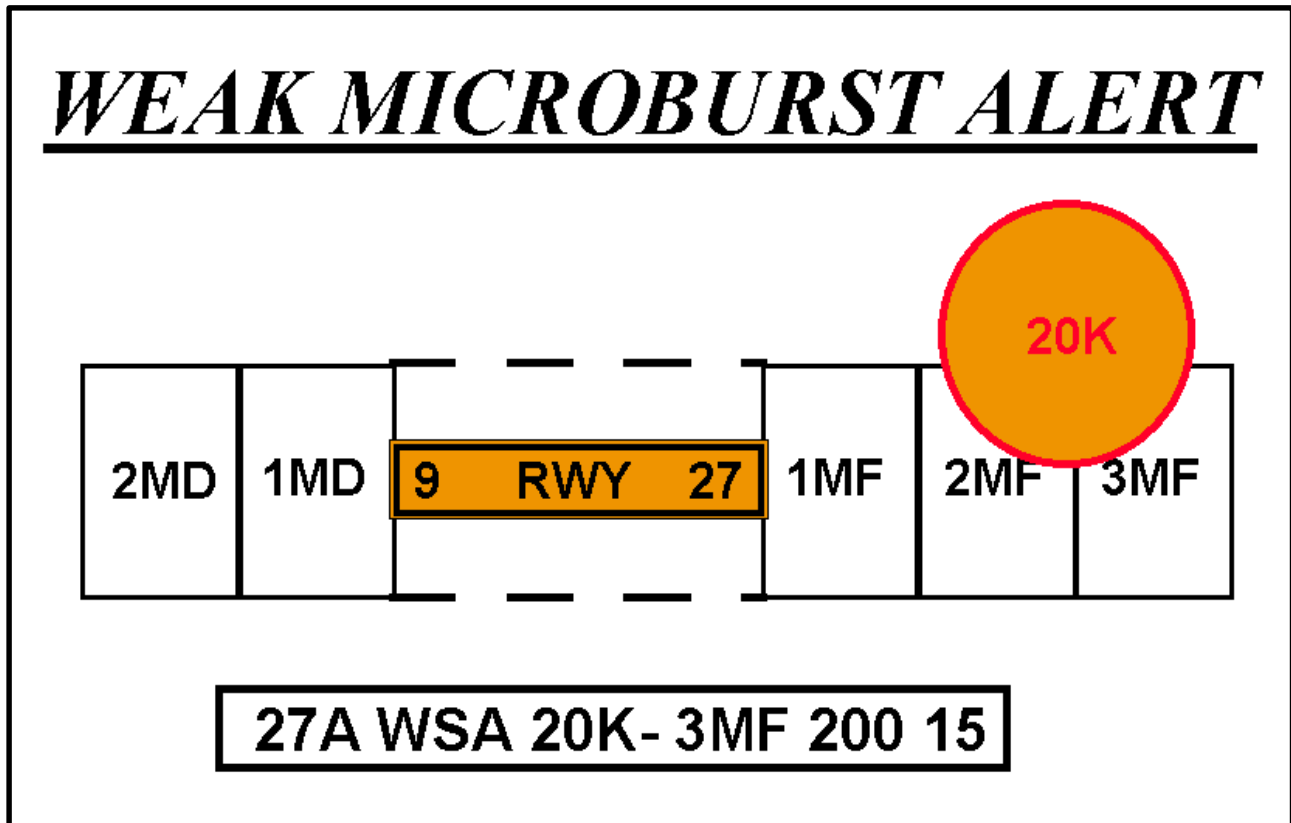 WEAK MICROBURST ALERT
20K
2MD 1MD 9 RWY 27 1MF 2MF 3MF
27A WSA 20K- 3MF 200 15